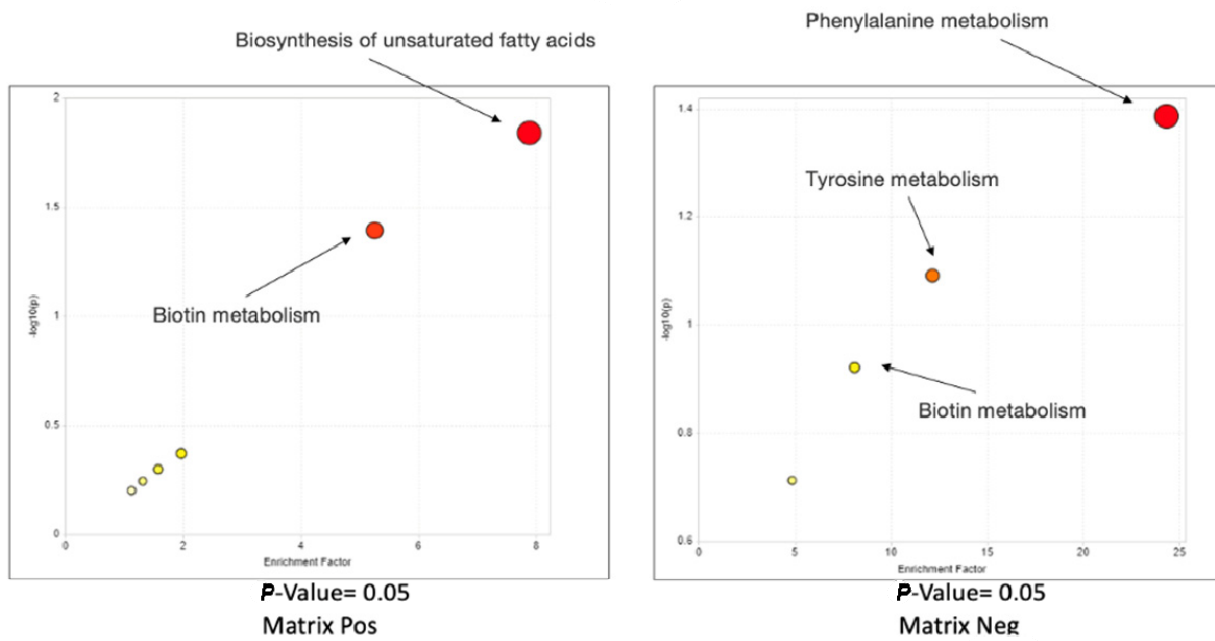 Biosynthesis of unsaturated fatty acids
2
1.5
1
0.5
0
-log10(p)
Biotin metabolism
0
2
4
6
8
Enrichment Factor
P-Value= 0.05
Matrix Pos
Phenylalanine metabolism
1.4
1.2
1
0.8
0.6
-log10(p)
Tyrosine metabolism
Biotin metabolism
0
5
10
15
20
25
Enrichment Factor
P-Value= 0.05
Matrix Neg